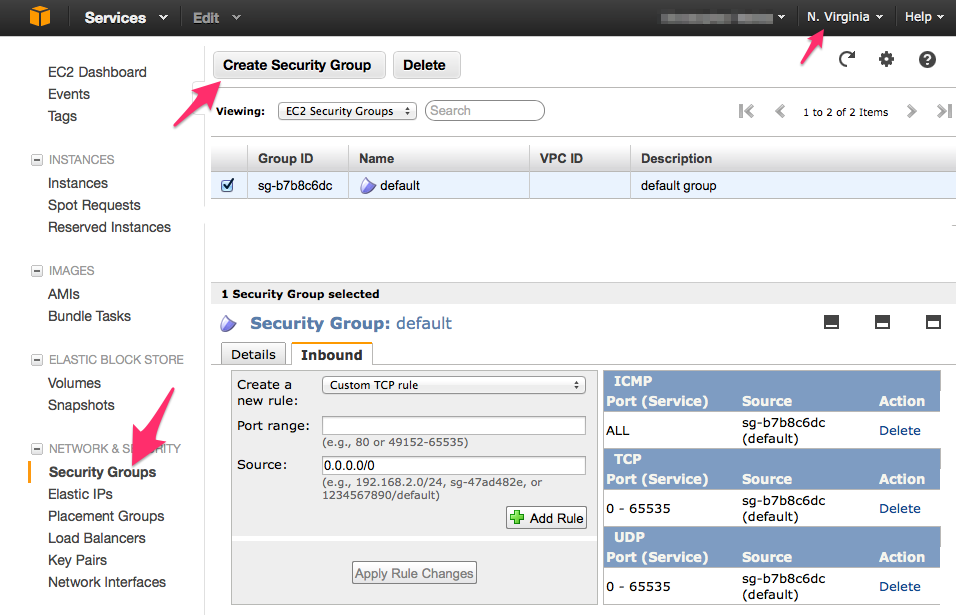 Services Edit N. Virginia Help
EC2 Dashboard
Events
Tags
INSTANCES
Instances
Spot Requests
Reserved Instances
IMAGES
AMIs
Bundle Tasks
ELASTIC BLOCK STORE
Volumes
Snapshots
NETWORK & SECURITY
Security Groups
Elastic IPs
Placement Groups
Load Balancers
Key Pairs
Network Interfaces
Create Security Group Delete
Viewing: EC2 Security Groups Search 1 to 2 of 2 Items
Group ID Name VPC ID Description
sg-b7b8c6dc default default group
1 Security Group selected
Security Group: default
Details Inbound
Create a
new rule: Custom TCP rule
Port range:
(e.g., 80 or 49152-65535)
Source: 0.0.0.0/0
(e.g., 192.168.2.0/24, sg-47ad482e, or
1234567890/default)
Add Rule
Apply Rule Changes
ICMP
Port (Service) Source Action
ALL sg-b7b8c6dc
(default) Delete
TCP
Port (Service) Source Action
0 - 65535 sg-b7b8c6dc
(default) Delete
UDP
Port (Service) Source Action
0 - 65535 sg-b7b8c6dc
(default) Delete